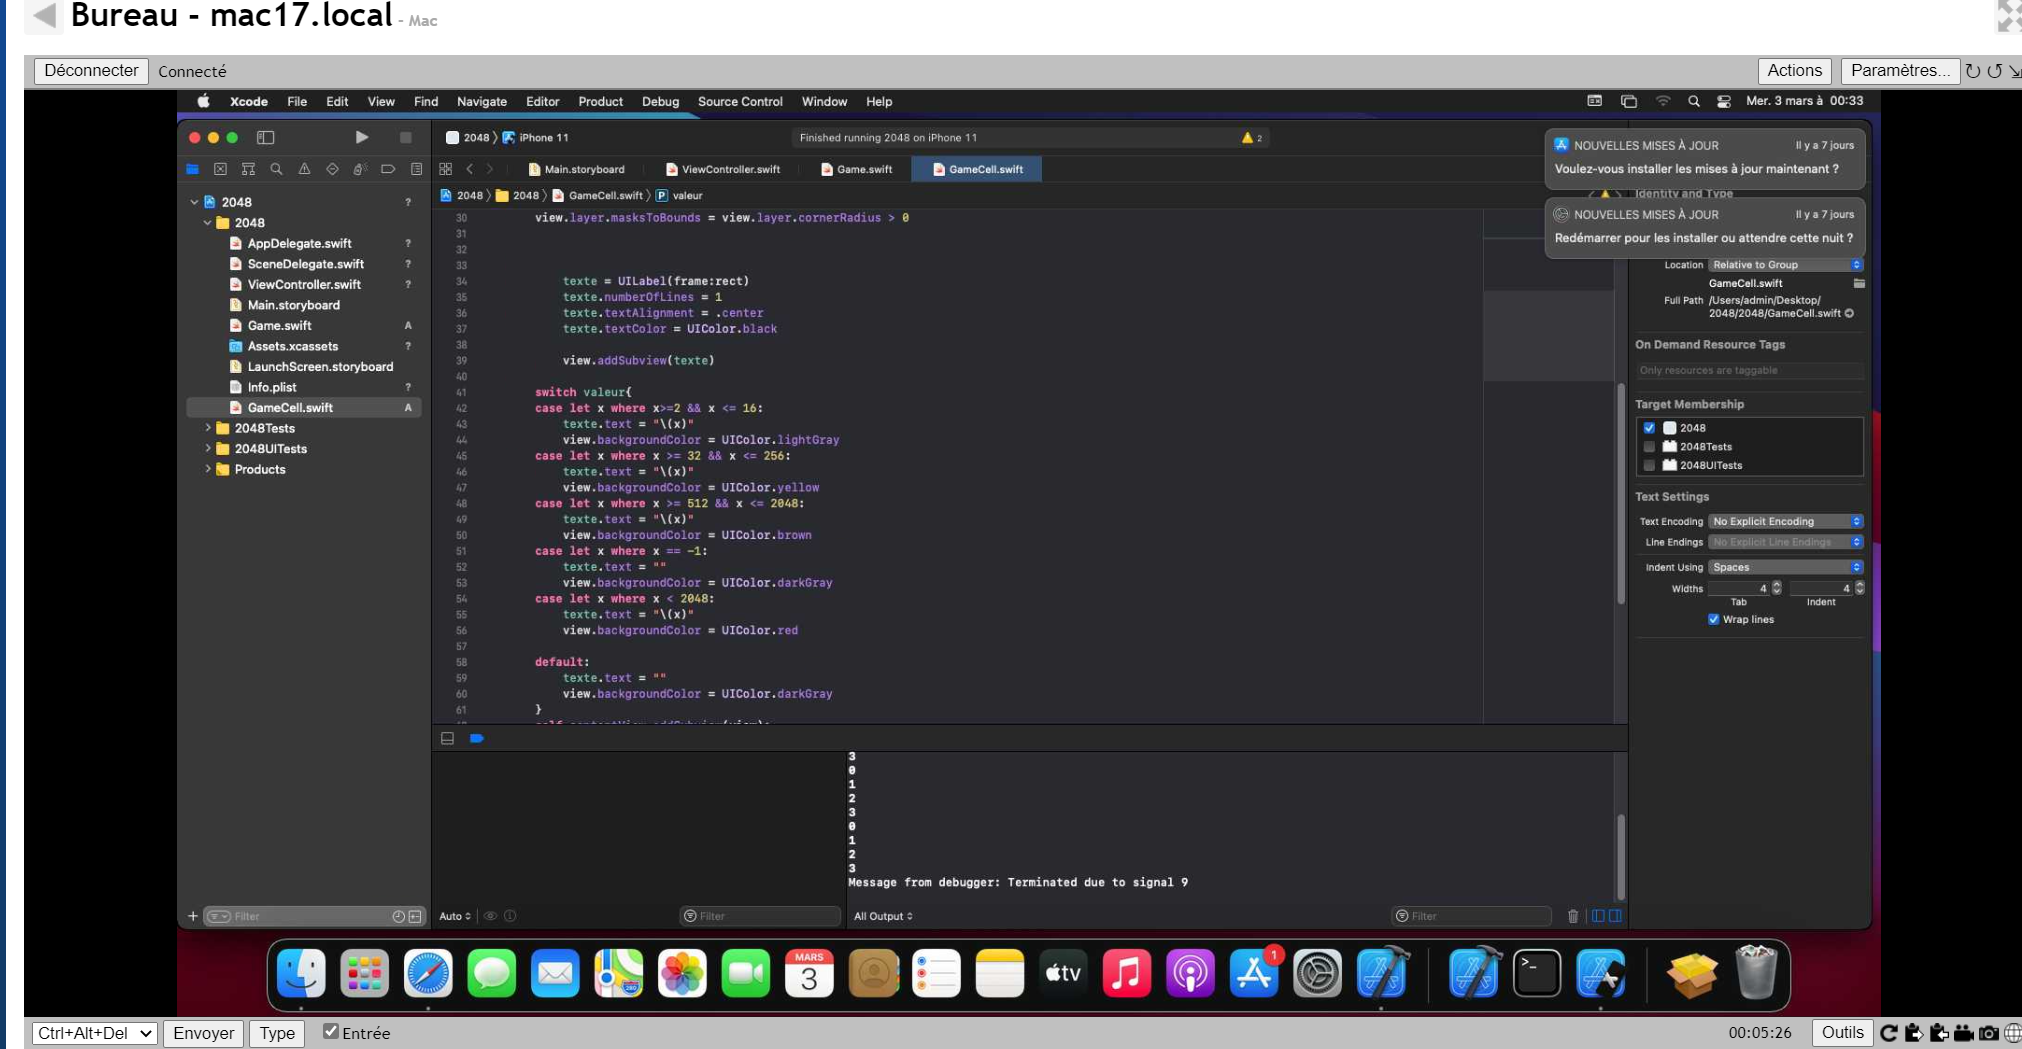 Bureau - mac17.local - Mac
Déconnecter Connecté Actions Paramètres...
Xcode File Edit View Find Navigate Editor Product Debug Source Control Window Help Mer. 3 mars à 00:33
2048 〉 iPhone 11 Finished running 2048 on iPhone 11 2
Main.storyboard ViewController.swift Game.swift GameCell.swift
2048 〉 2048 〉 GameCell.swift 〉 P valeur
2048 ?
2048
AppDelegate.swift ?
SceneDelegate.swift ?
ViewController.swift ?
Main.storyboard
Game.swift A
Assets.xcassets ?
LaunchScreen.storyboard
Info.plist ?
GameCell.swift A
2048Tests
2048UITests
Products
Filter
30 view.layer.masksToBounds = view.layer.cornerRadius > 0
31
32
33
34 texte = UILabel(frame:rect)
35 texte.numberOfLines = 1
36 texte.textAlignment = .center
37 texte.textColor = UIColor.black
38
39 view.addSubview(texte)
40
41 switch valeur{
42 case let x where x>=2 && x <= 16:
43 texte.text = "\(x)"
44 view.backgroundColor = UIColor.lightGray
45 case let x where x >= 32 && x <= 256:
46 texte.text = "\(x)"
47 view.backgroundColor = UIColor.yellow
48 case let x where x >= 512 && x <= 2048:
49 texte.text = "\(x)"
50 view.backgroundColor = UIColor.brown
51 case let x where x == -1:
52 texte.text = ""
53 view.backgroundColor = UIColor.darkGray
54 case let x where x < 2048:
55 texte.text = "\(x)"
56 view.backgroundColor = UIColor.red
57
58 default:
59 texte.text = ""
60 view.backgroundColor = UIColor.darkGray
61 }
3
0
1
2
3
0
1
2
3
Message from debugger: Terminated due to signal 9
Auto Filter All Output Filter
NOUVELLES MISES À JOUR Il y a 7 jours
Voulez-vous installer les mises à jour maintenant ?
Identity and Type
NOUVELLES MISES À JOUR Il y a 7 jours
Redémarrer pour les installer ou attendre cette nuit ?
Location Relative to Group
GameCell.swift
Full Path /Users/admin/Desktop/
2048/2048/GameCell.swift
On Demand Resource Tags
Only resources are taggable
Target Membership
2048
2048Tests
2048UITests
Text Settings
Text Encoding No Explicit Encoding
Line Endings No Explicit Line Endings
Indent Using Spaces
Widths 4 4
Tab Indent
Wrap lines
MARS
3
tv
1
Ctrl+Alt+Del Envoyer Type Entrée 00:05:26 Outils